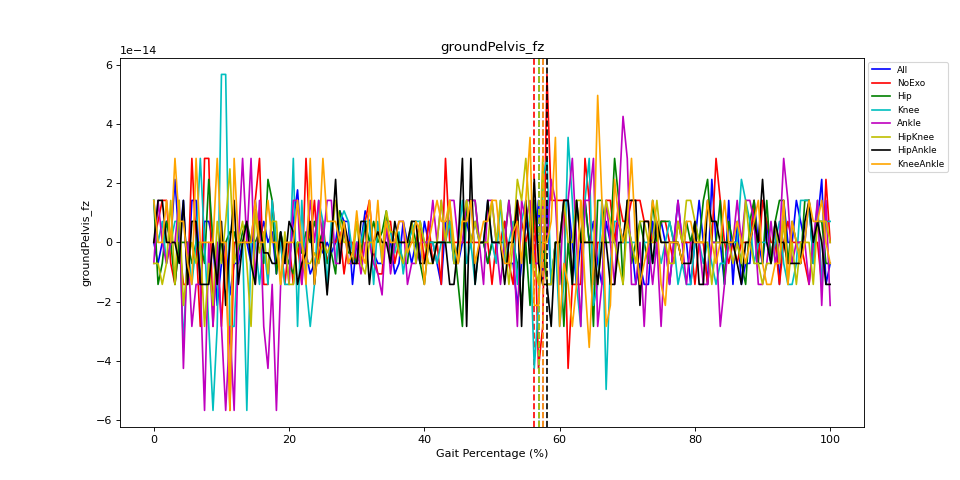 groundPelvis_fz
1e−14
6
4
2
0
−2
−4
−6
groundPelvis_fz
0
20
40
60
80
100
Gait Percentage (%)
All
NoExo
Hip
Knee
Ankle
HipKnee
HipAnkle
KneeAnkle